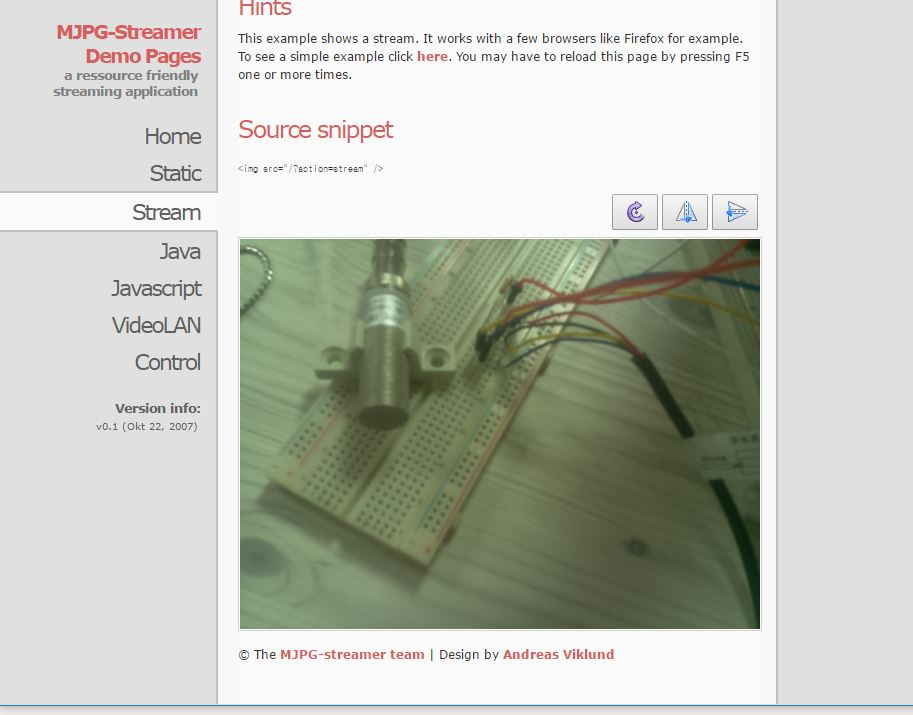 MJPG-Streamer
Demo Pages
a ressource friendly
streaming application
Home
Static
Stream
Java
Javascript
VideoLAN
Control
Version info:
v0.1 (Okt 22, 2007)
Hints
This example shows a stream. It works with a few browsers like Firefox for example.
To see a simple example click here. You may have to reload this page by pressing F5
one or more times.
Source snippet
<img src="/?action=stream" />
© The MJPG-streamer team | Design by Andreas Viklund